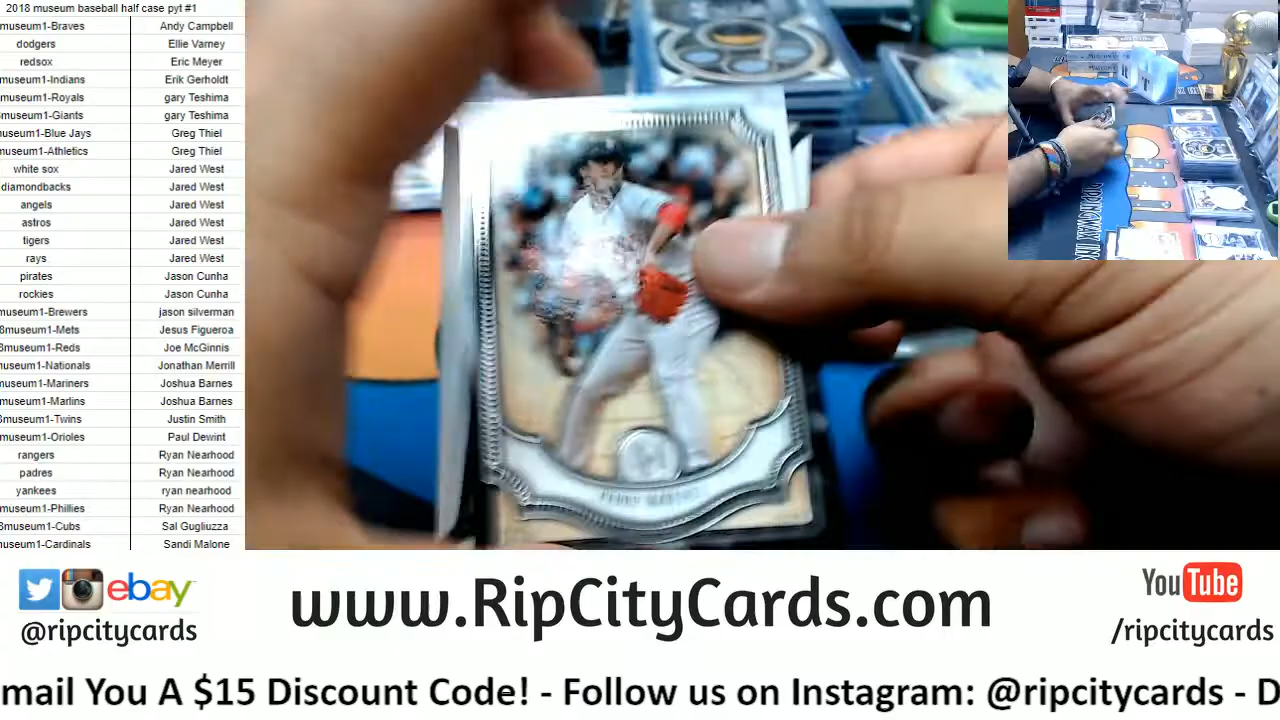 2018 museum baseball half case pyt #1
museum1-Braves Andy Campbell
dodgers Ellie Varney
redsox Eric Meyer
museum1-Indians Erik Gerholdt
museum1-Royals gary Teshima
museum1-Giants gary Teshima
museum1-Blue Jays Greg Thiel
museum1-Athletics Greg Thiel
white sox Jared West
diamondbacks Jared West
angels Jared West
astros Jared West
tigers Jared West
rays Jared West
pirates Jason Cunha
rockies Jason Cunha
museum1-Brewers jason silverman
8museum1-Mets Jesus Figueroa
8museum1-Reds Joe McGinnis
museum1-Nationals Jonathan Merrill
museum1-Mariners Joshua Barnes
museum1-Marlins Joshua Barnes
museum1-Twins Justin Smith
museum1-Orioles Paul Dewint
rangers Ryan Nearhood
padres Ryan Nearhood
yankees ryan nearhood
museum1-Phillies Ryan Nearhood
8museum1-Cubs Sal Gugliuzza
museum1-Cardinals Sandi Malone
ebay
@ripcitycards
www.RipCityCards.com
YouTube
/ripcitycards
mail You A $15 Discount Code! - Follow us on Instagram: @ripcitycards - D